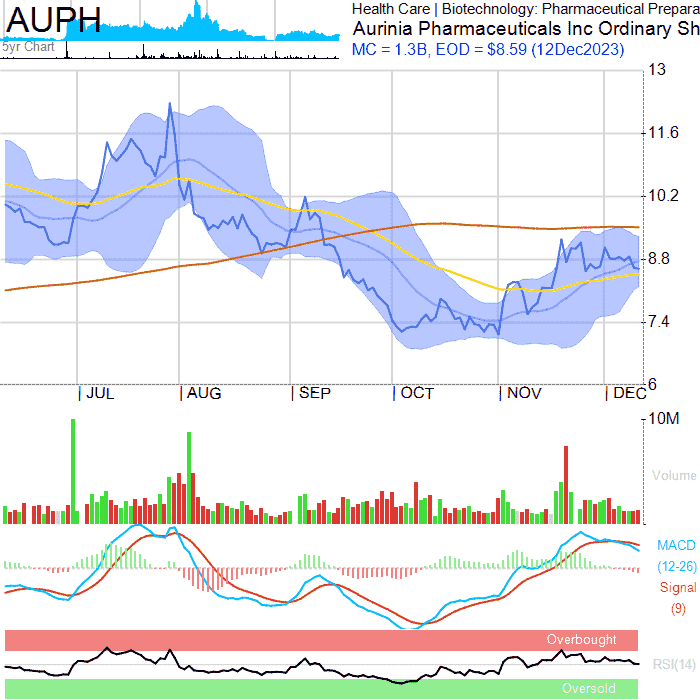 AUPH
5yr Chart
Health Care | Biotechnology: Pharmaceutical Prepara
Aurinia Pharmaceuticals Inc Ordinary Sh
MC = 1.3B, EOD = $8.59 (12Dec2023)
13
11.6
10.2
8.8
7.4
6
| JUL | AUG | SEP | OCT | NOV | DEC
10M
Volume
MACD
(12-26)
Signal
(9)
Overbought
RSI(14)
Oversold